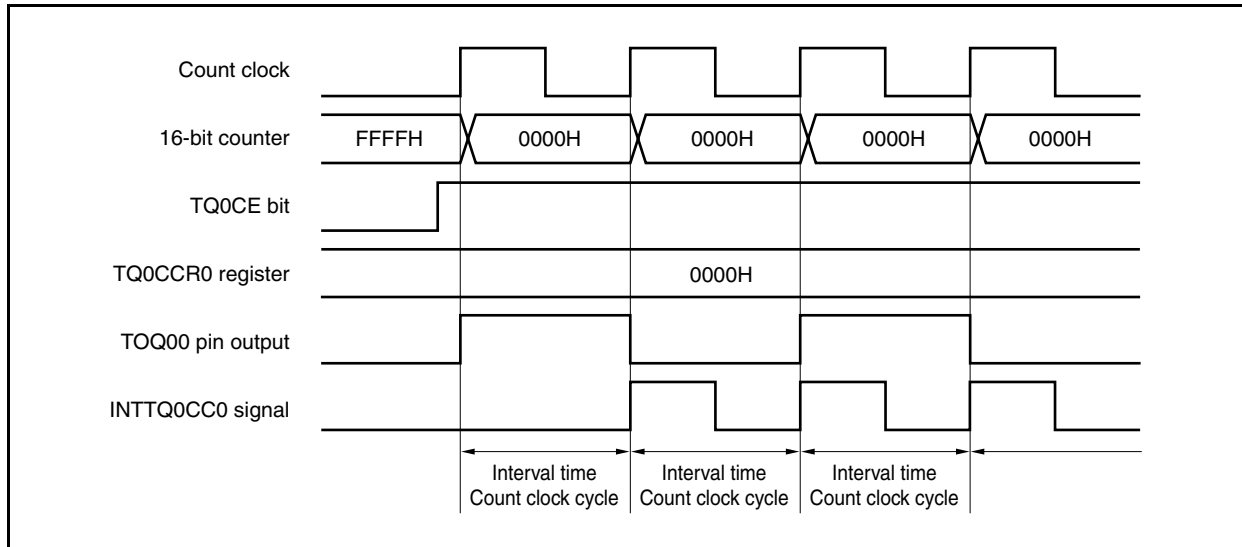 Count clock
16-bit counter
FFFFH
0000H
0000H
0000H
0000H
TQ0CE bit
TQ0CCR0 register
0000H
TOQ00 pin output
INTTQ0CC0 signal
Interval time
Count clock cycle
Interval time
Count clock cycle
Interval time
Count clock cycle